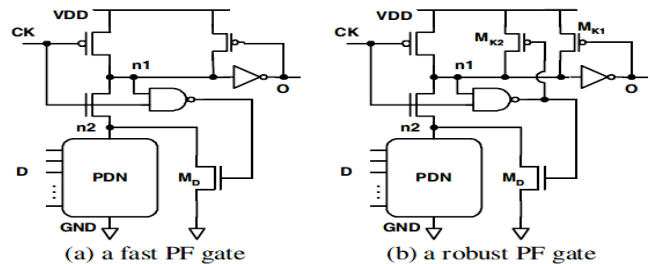 VDD
CK
n1
O
n2
D
PDN
M_D
GND
(a) a fast PF gate
VDD
CK
M_K2
M_K1
n1
O
n2
D
PDN
M_D
GND
(b) a robust PF gate